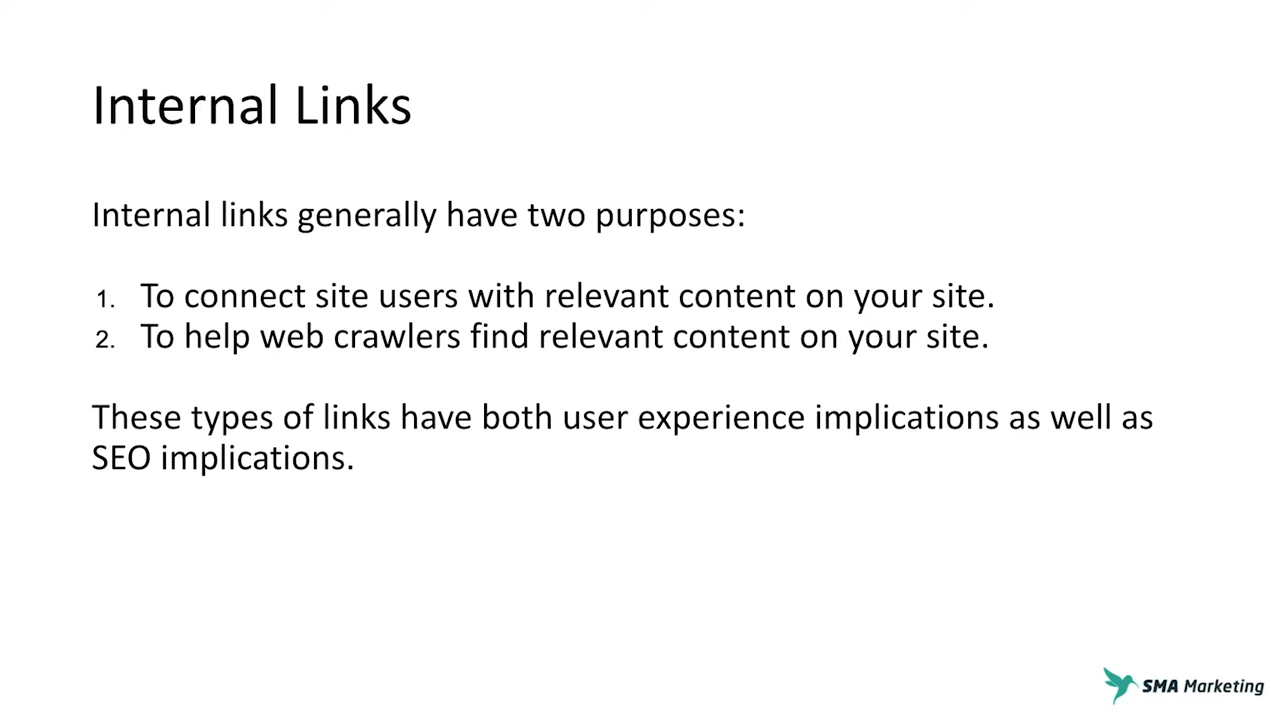 Internal Links
Internal links generally have two purposes:
1. To connect site users with relevant content on your site.
2. To help web crawlers find relevant content on your site.
These types of links have both user experience implications as well as
SEO implications.
SMA Marketing